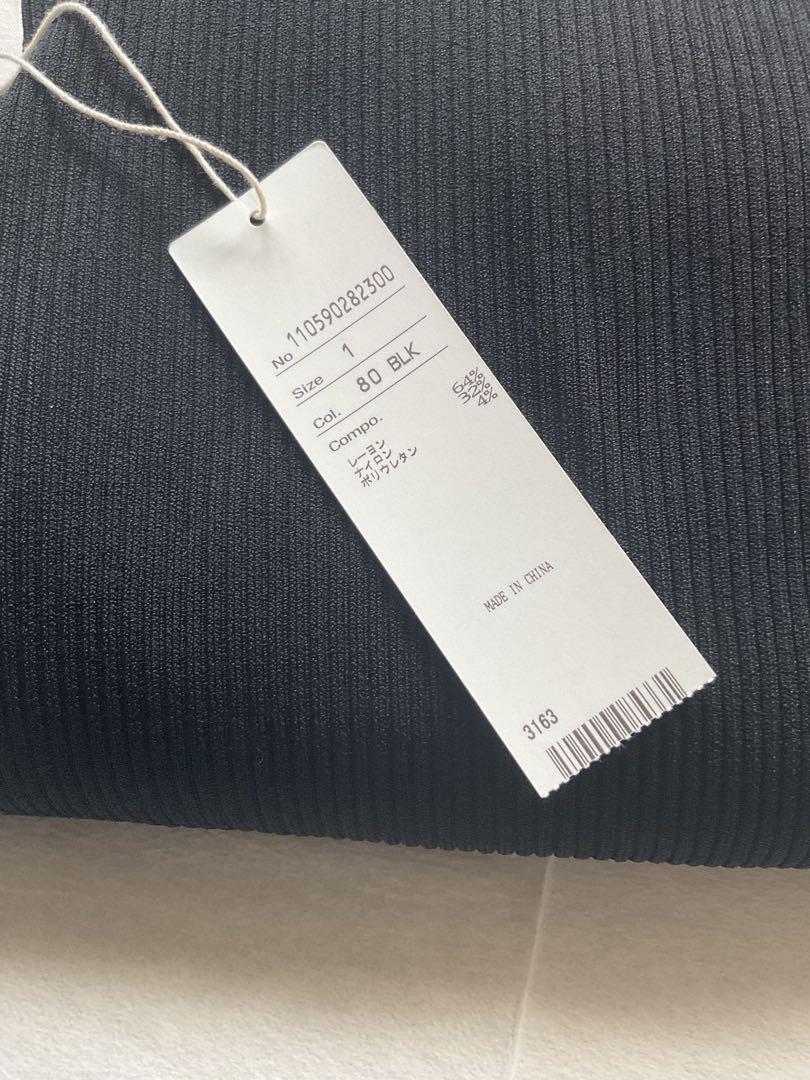 No 110590282300
Size 1
Col. 80 BLK
Compo.
レーヨン 64%
ナイロン 32%
ポリウレタン 4%
MADE IN CHINA
3163